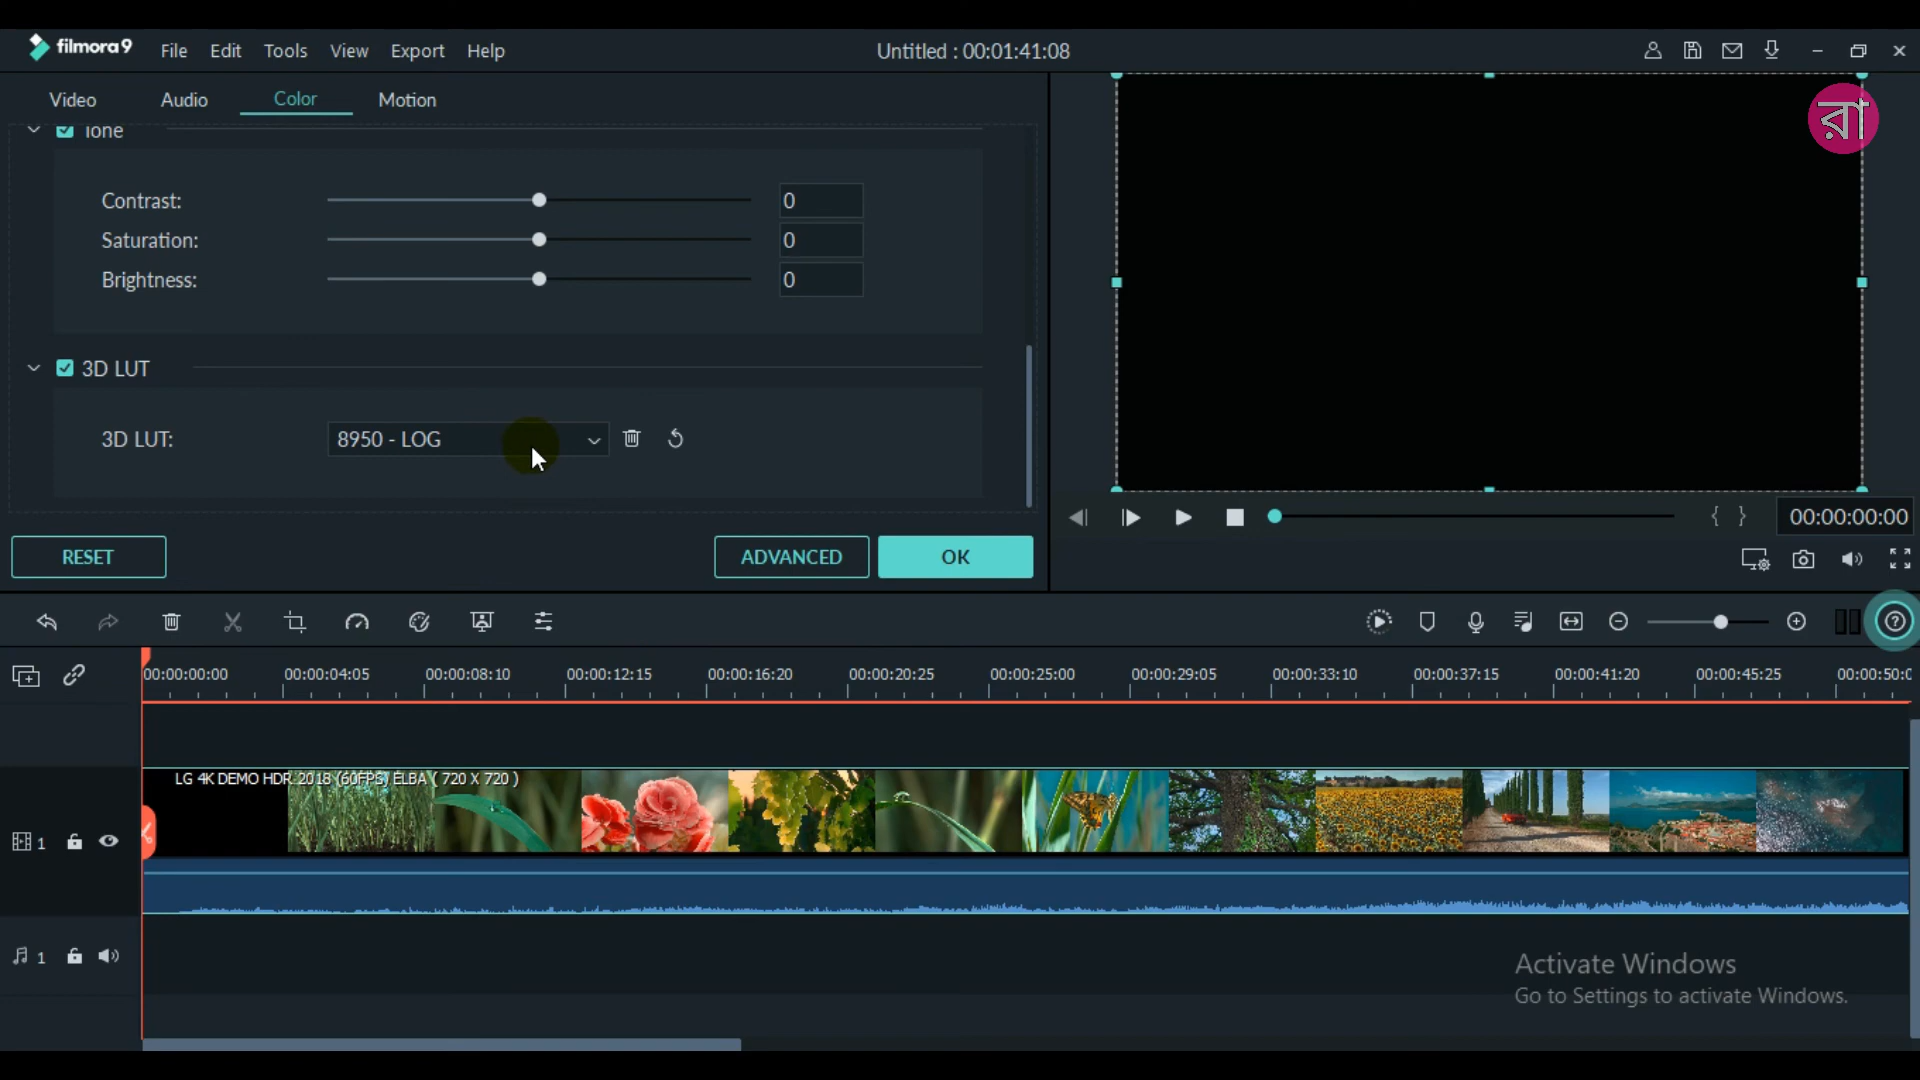 filmora9 File Edit Tools View Export Help Untitled : 00:01:41:08
Video Audio Color Motion
রা
Tone
Contrast: 0
Saturation: 0
Brightness: 0
3D LUT
3D LUT: 8950 - LOG
00:00:00:00
RESET ADVANCED OK
00:00:00:00 00:00:04:05 00:00:08:10 00:00:12:15 00:00:16:20 00:00:20:25 00:00:25:00 00:00:29:05 00:00:33:10 00:00:37:15 00:00:41:20 00:00:45:25 00:00:50:0
LG 4K DEMO HDR 2018 (60FPS) ELBA ( 720 X 720 )
1
1
Activate Windows
Go to Settings to activate Windows.